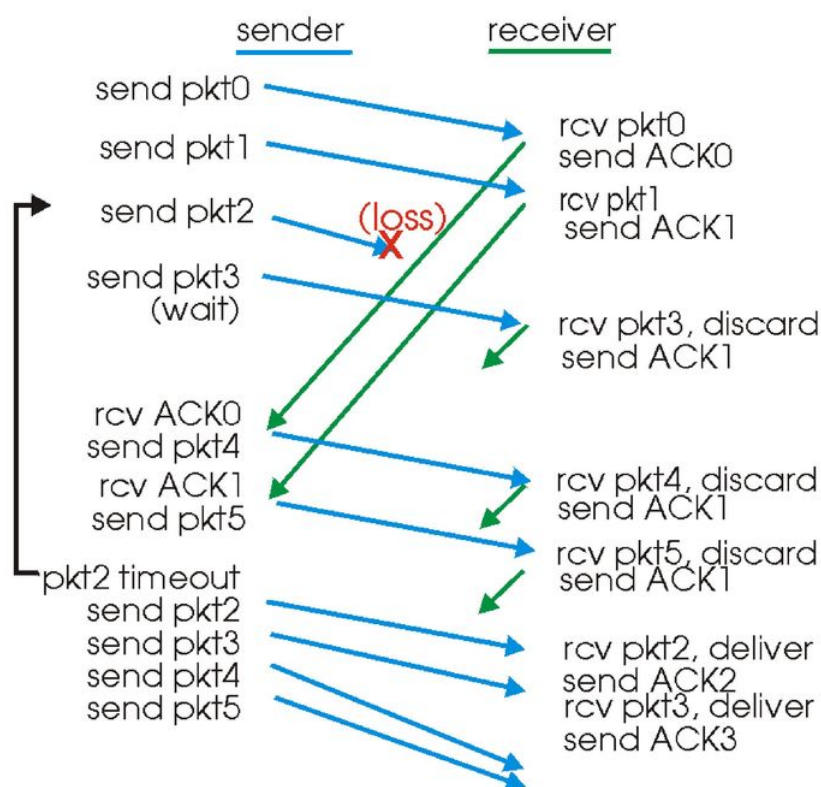 sender
receiver
send pkt0
send pkt1
send pkt2
send pkt3
(wait)
(loss)
X
rcv pkt0
send ACK0
rcv pkt1
send ACK1
rcv pkt3, discard
send ACK1
rcv ACK0
send pkt4
rcv ACK1
send pkt5
rcv pkt4, discard
send ACK1
rcv pkt5, discard
send ACK1
pkt2 timeout
send pkt2
send pkt3
send pkt4
send pkt5
rcv pkt2, deliver
send ACK2
rcv pkt3, deliver
send ACK3